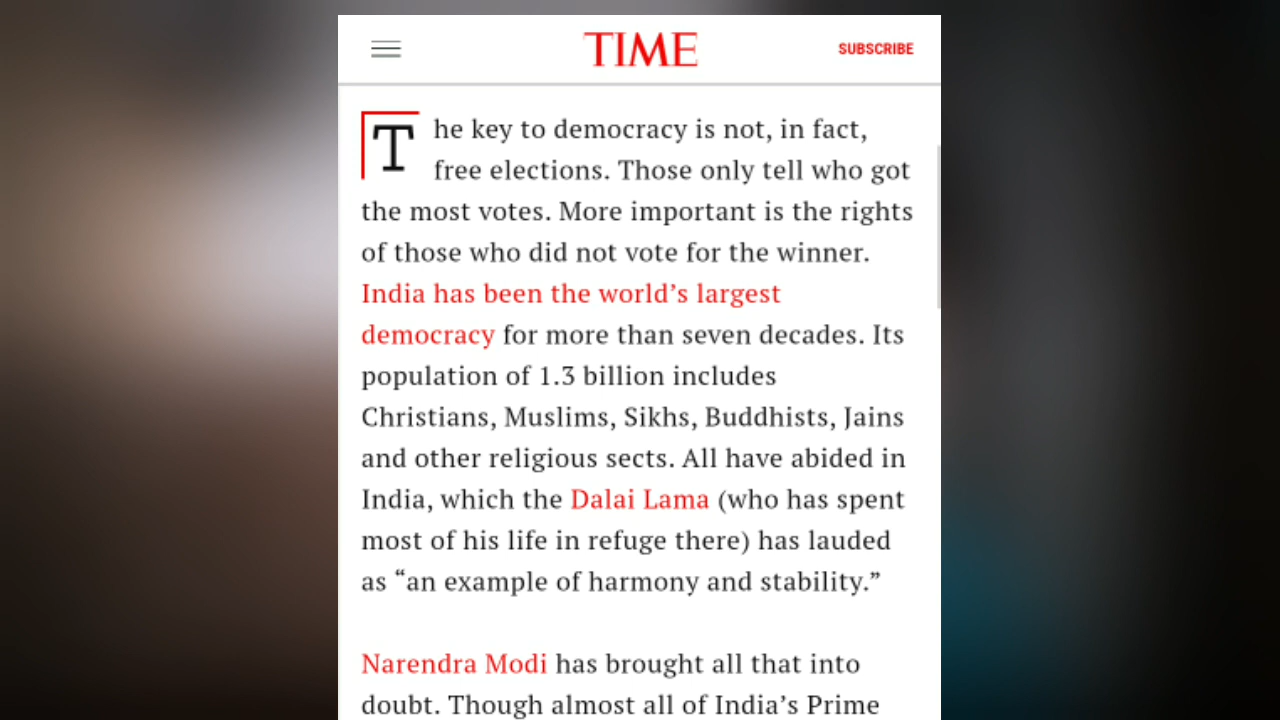 TIME
SUBSCRIBE
The key to democracy is not, in fact,
free elections. Those only tell who got
the most votes. More important is the rights
of those who did not vote for the winner.
India has been the world’s largest
democracy for more than seven decades. Its
population of 1.3 billion includes
Christians, Muslims, Sikhs, Buddhists, Jains
and other religious sects. All have abided in
India, which the Dalai Lama (who has spent
most of his life in refuge there) has lauded
as “an example of harmony and stability.”
Narendra Modi has brought all that into
doubt. Though almost all of India’s Prime